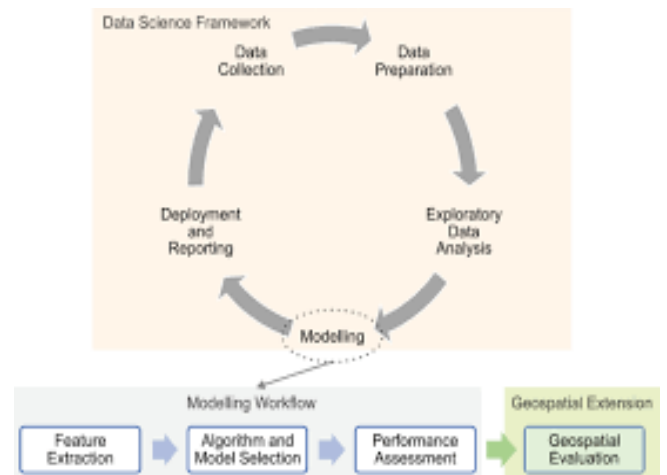 Data Science Framework
Data
Collection
Data
Preparation
Deployment
and
Reporting
Exploratory
Data
Analysis
Modelling
Modelling Workflow
Geospatial Extension
Feature
Extraction
Algorithm and
Model Selection
Performance
Assessment
Geospatial
Evaluation